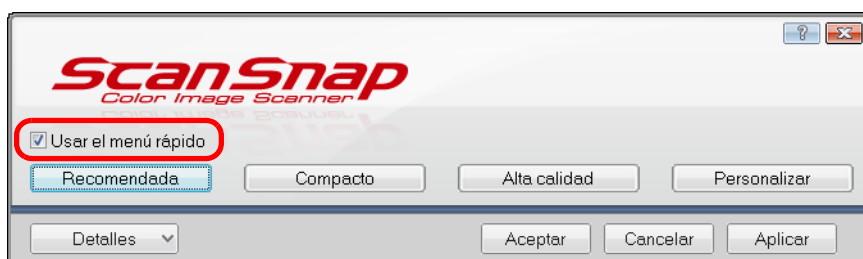 ScanSnap
Color Image Scanner
Usar el menú rápido
Recomendada Compacto Alta calidad Personalizar
Detalles Aceptar Cancelar Aplicar